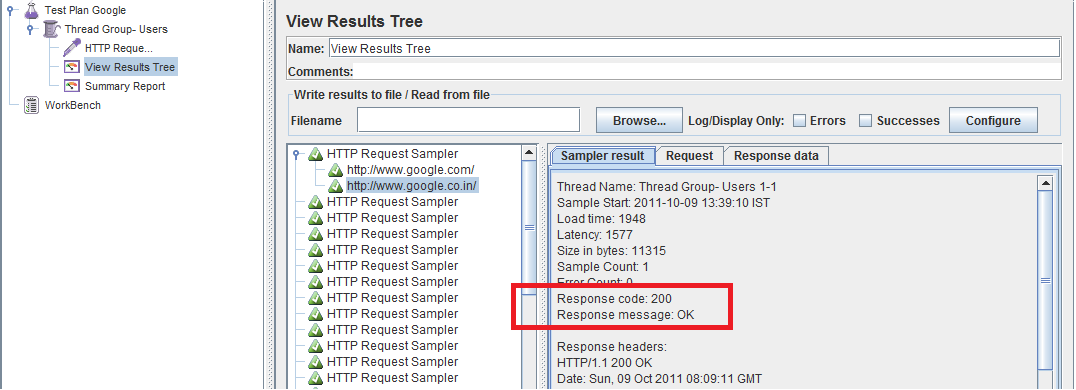 Test Plan Google
Thread Group- Users
HTTP Reque...
View Results Tree
Summary Report
WorkBench
View Results Tree
Name: View Results Tree
Comments:
Write results to file / Read from file
Filename Browse... Log/Display Only: Errors Successes Configure
HTTP Request Sampler
http://www.google.com/
http://www.google.co.in/
HTTP Request Sampler
HTTP Request Sampler
HTTP Request Sampler
HTTP Request Sampler
HTTP Request Sampler
HTTP Request Sampler
HTTP Request Sampler
HTTP Request Sampler
HTTP Request Sampler
HTTP Request Sampler
HTTP Request Sampler
HTTP Request Sampler
Sampler result Request Response data
Thread Name: Thread Group- Users 1-1
Sample Start: 2011-10-09 13:39:10 IST
Load time: 1948
Latency: 1577
Size in bytes: 11315
Sample Count: 1
Error Count: 0
Response code: 200
Response message: OK
Response headers:
HTTP/1.1 200 OK
Date: Sun, 09 Oct 2011 08:09:11 GMT